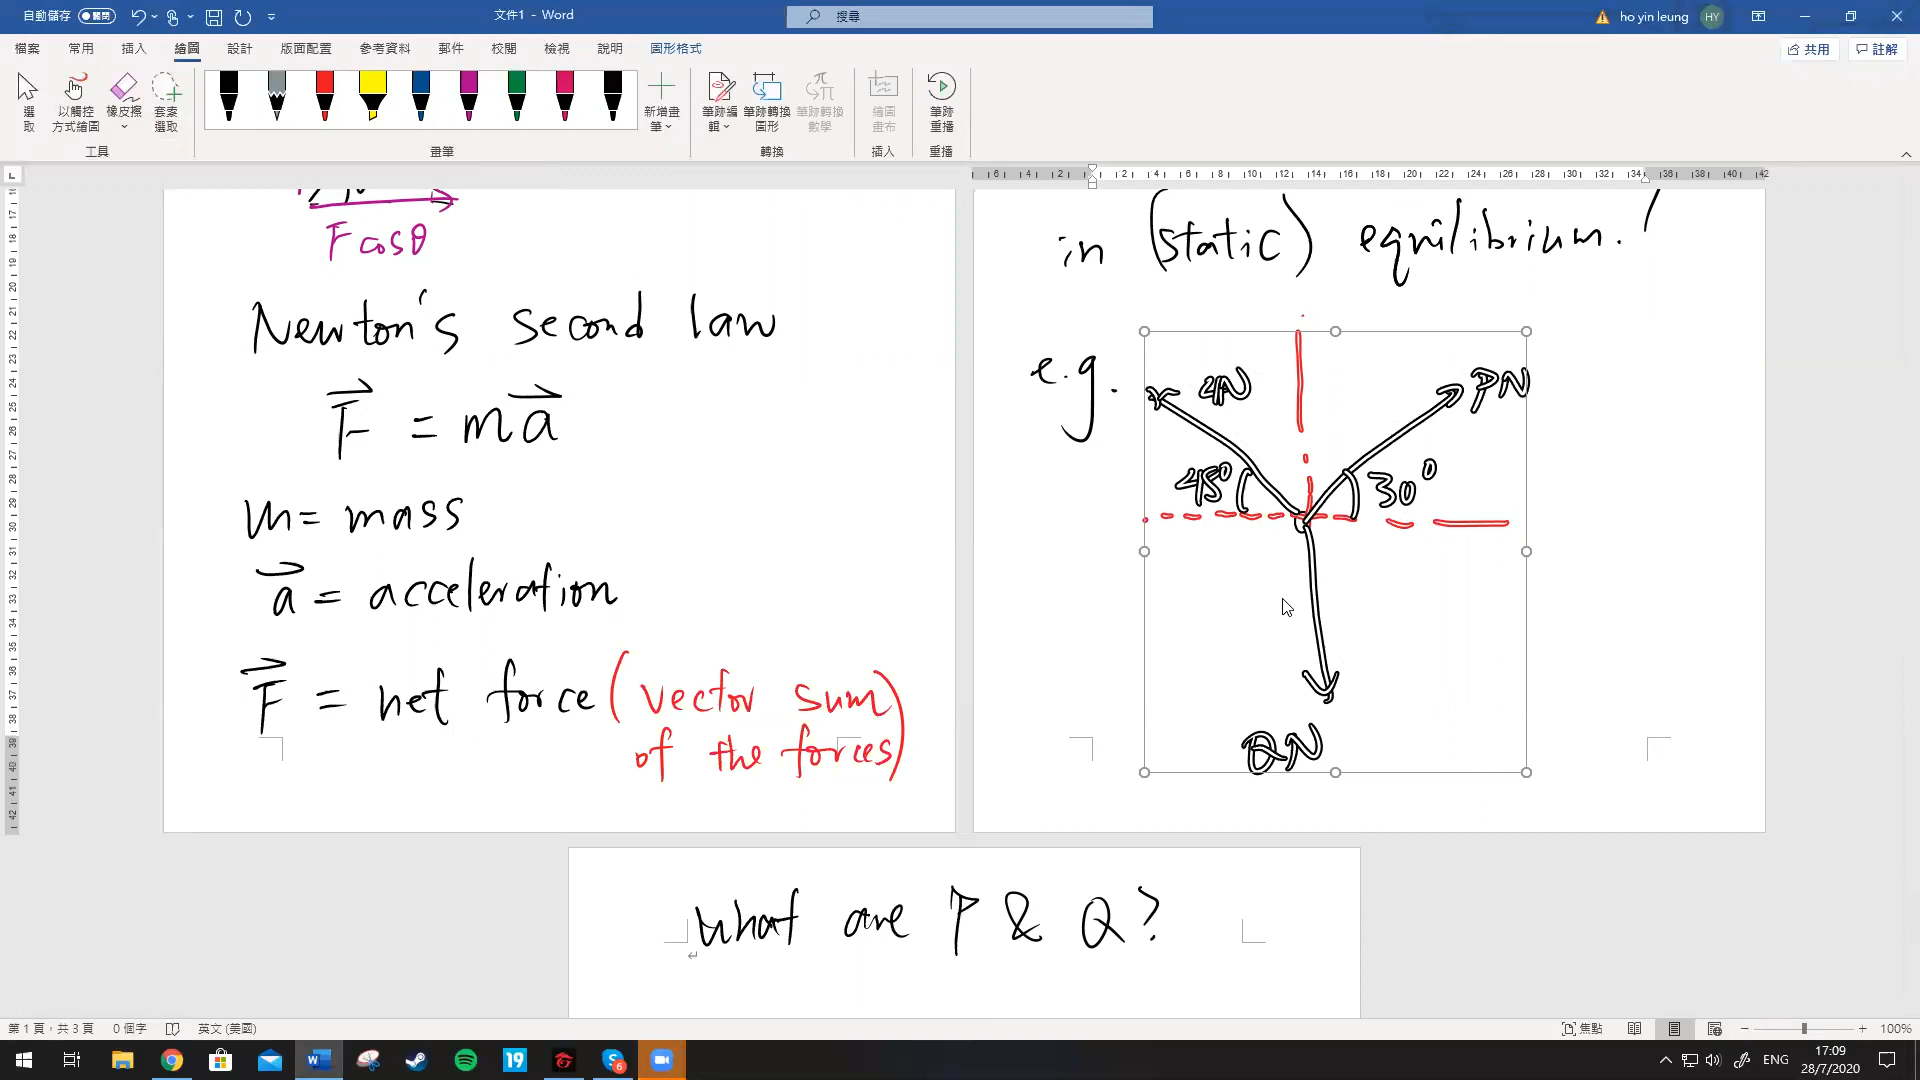 自動儲存 關閉
文件1 - Word
搜尋
ho yin leung HY
檔案 常用 插入 繪圖 設計 版面配置 參考資料 郵件 校閱 檢視 說明 圖形格式
共用 註解
選取
以觸控方式繪圖
橡皮擦
套索選取
新增畫筆
筆跡編輯
筆跡轉換圖形
筆跡轉換數學
繪圖畫布
筆跡重播
工具 畫筆 轉換 插入 重播
F cosθ
Newton's second law
F = ma
m = mass
a = acceleration
F = net force (vector sum
of the forces)
in (static) equilibrium.
e.g.
4N PN
45° 30°
QN
What are P & Q?
第 1 頁，共 3 頁 0 個字 英文 (美國)
焦點 100%
19
6
ENG
17:09
28/7/2020